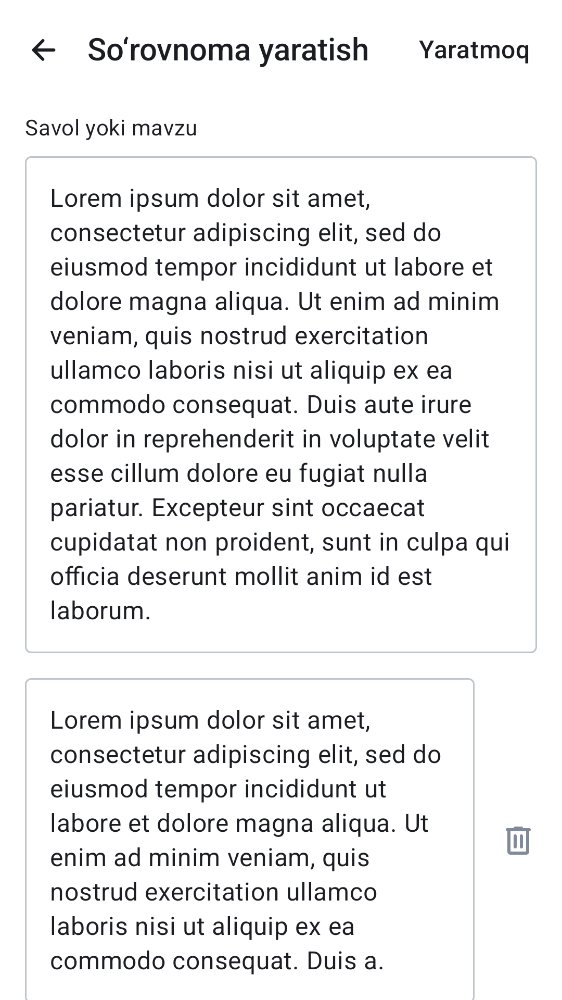 Soʻrovnoma yaratish
Yaratmoq
Savol yoki mavzu
Lorem ipsum dolor sit amet,
consectetur adipiscing elit, sed do
eiusmod tempor incididunt ut labore et
dolore magna aliqua. Ut enim ad minim
veniam, quis nostrud exercitation
ullamco laboris nisi ut aliquip ex ea
commodo consequat. Duis aute irure
dolor in reprehenderit in voluptate velit
esse cillum dolore eu fugiat nulla
pariatur. Excepteur sint occaecat
cupidatat non proident, sunt in culpa qui
officia deserunt mollit anim id est
laborum.
Lorem ipsum dolor sit amet,
consectetur adipiscing elit, sed do
eiusmod tempor incididunt ut
labore et dolore magna aliqua. Ut
enim ad minim veniam, quis
nostrud exercitation ullamco
laboris nisi ut aliquip ex ea
commodo consequat. Duis a.